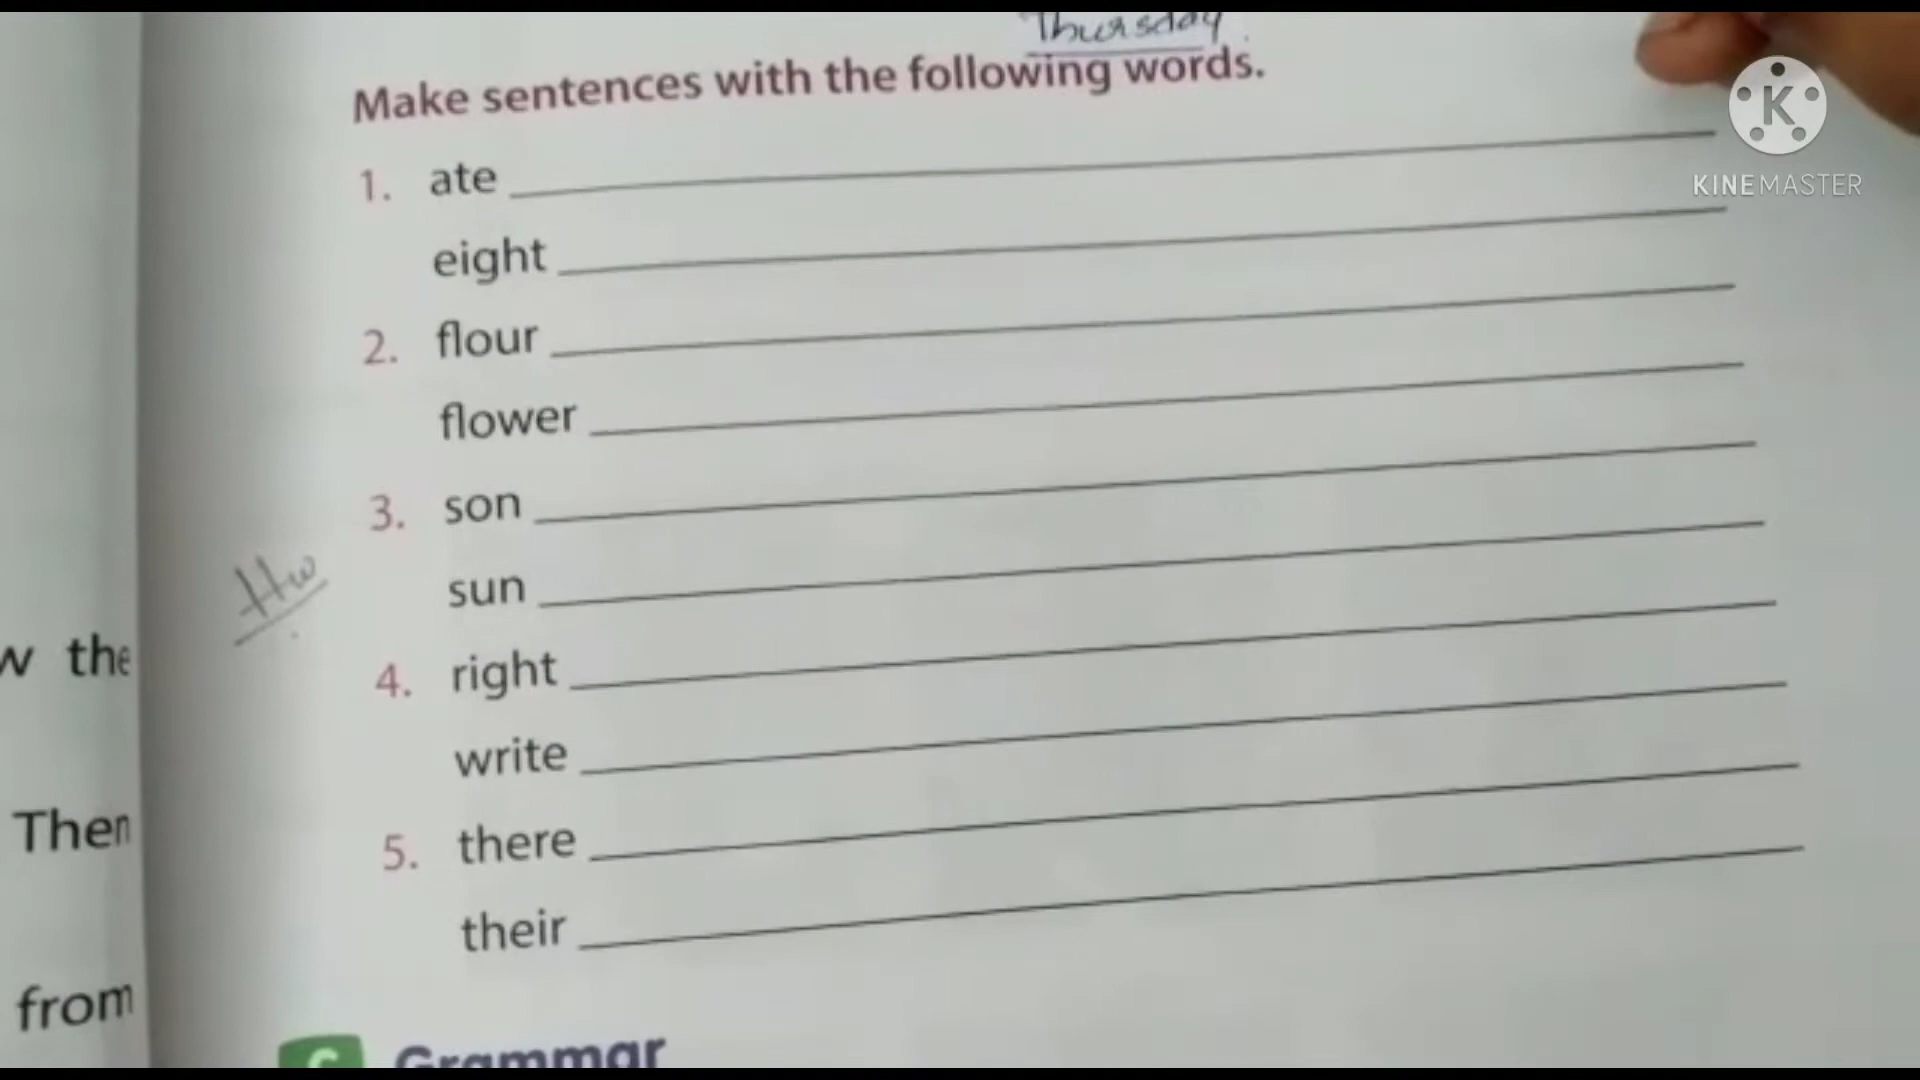 Thursday
Make sentences with the following words.
KINEMASTER
1. ate
eight
2. flour
flower
3. son
Hw
sun
the
4. right
write
Then
5. there
their
from
Grammar